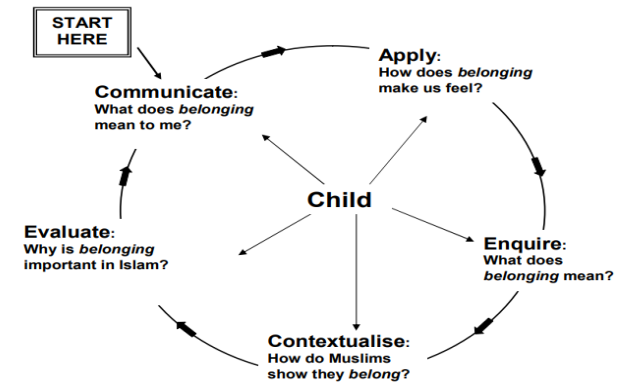 START
HERE
Communicate:
What does belonging
mean to me?
Apply:
How does belonging
make us feel?
Enquire:
What does
belonging mean?
Contextualise:
How do Muslims
show they belong?
Evaluate:
Why is belonging
important in Islam?
Child